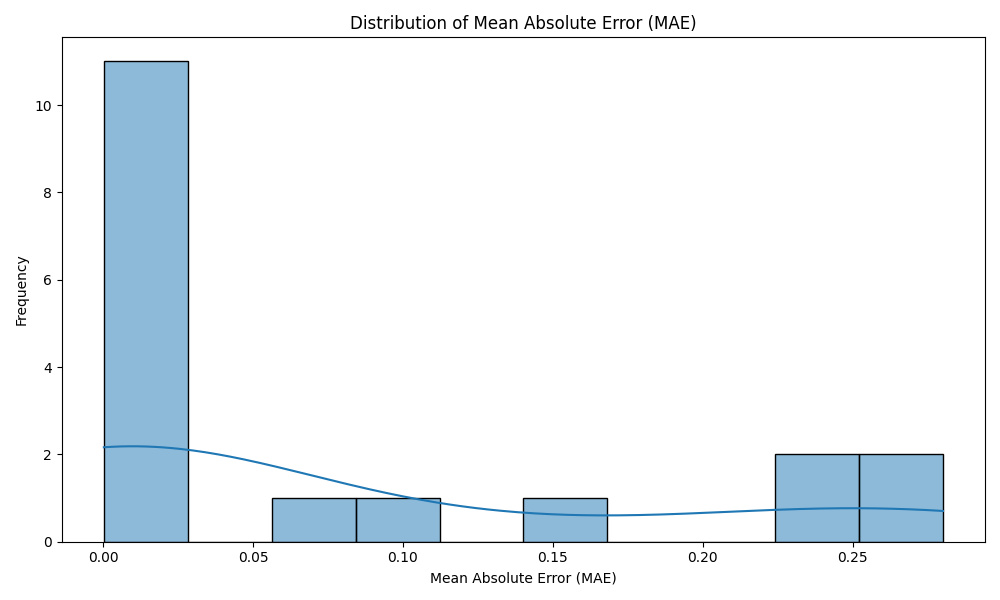 Distribution of Mean Absolute Error (MAE)
Frequency
10
8
6
4
2
0
0.00 0.05 0.10 0.15 0.20 0.25
Mean Absolute Error (MAE)